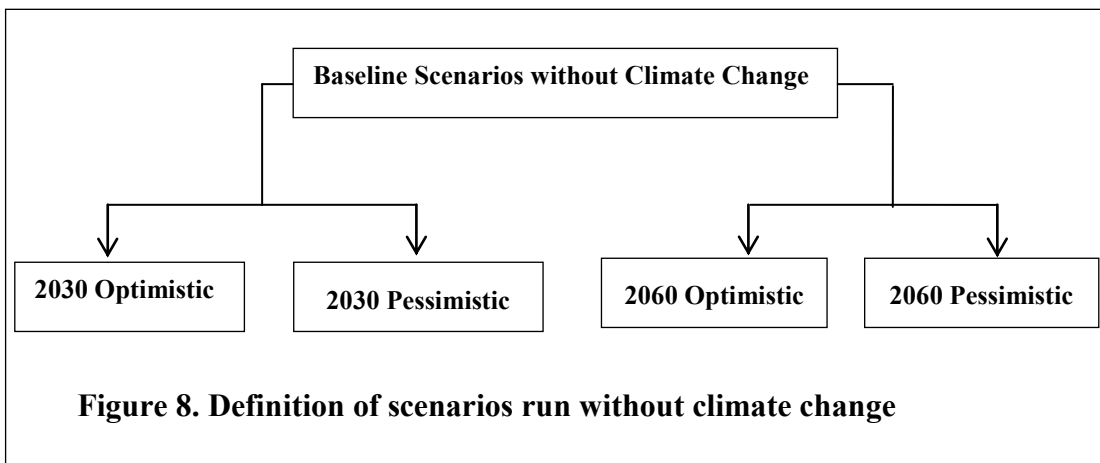 Baseline Scenarios without Climate Change
2030 Optimistic
2030 Pessimistic
2060 Optimistic
2060 Pessimistic
Figure 8. Definition of scenarios run without climate change